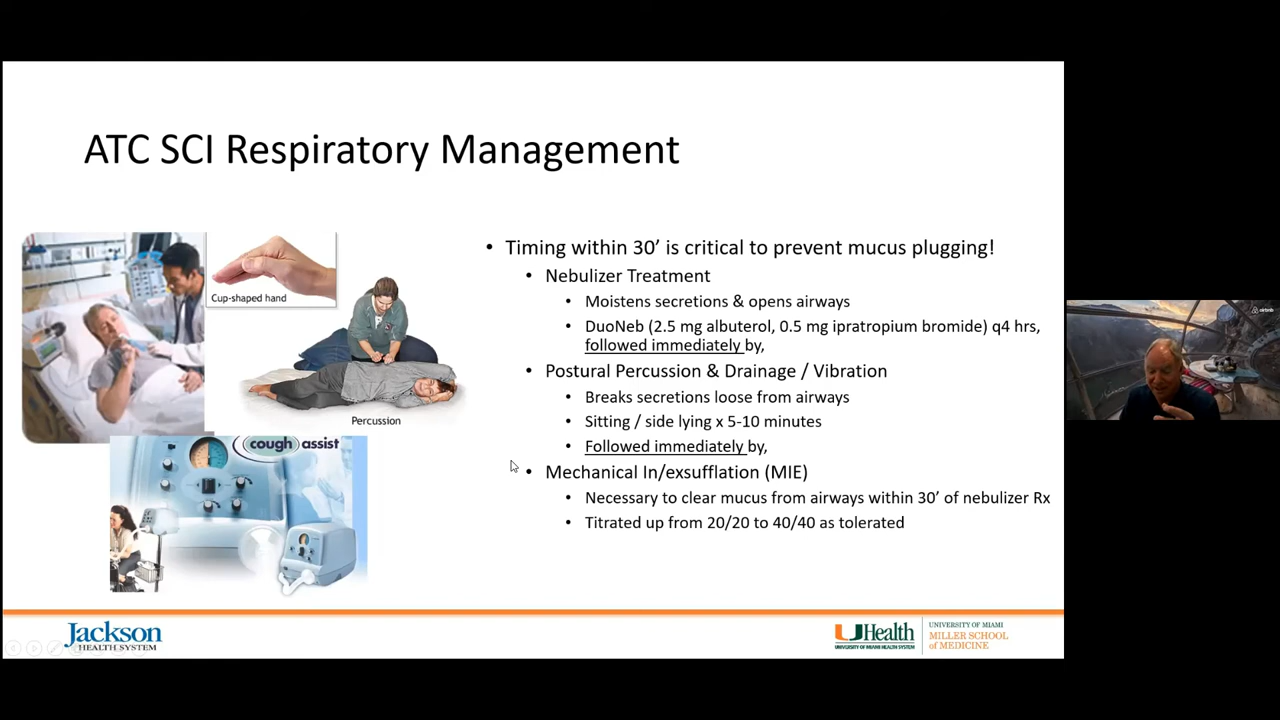 ATC SCI Respiratory Management
Cup-shaped hand
Percussion
cough assist
• Timing within 30’ is critical to prevent mucus plugging!
• Nebulizer Treatment
• Moistens secretions & opens airways
• DuoNeb (2.5 mg albuterol, 0.5 mg ipratropium bromide) q4 hrs,
followed immediately by,
• Postural Percussion & Drainage / Vibration
• Breaks secretions loose from airways
• Sitting / side lying x 5-10 minutes
• Followed immediately by,
• Mechanical In/exsufflation (MIE)
• Necessary to clear mucus from airways within 30’ of nebulizer Rx
• Titrated up from 20/20 to 40/40 as tolerated
airbnb
Jackson
HEALTH SYSTEM
UHealth
UNIVERSITY OF MIAMI HEALTH SYSTEM
UNIVERSITY OF MIAMI
MILLER SCHOOL
of MEDICINE